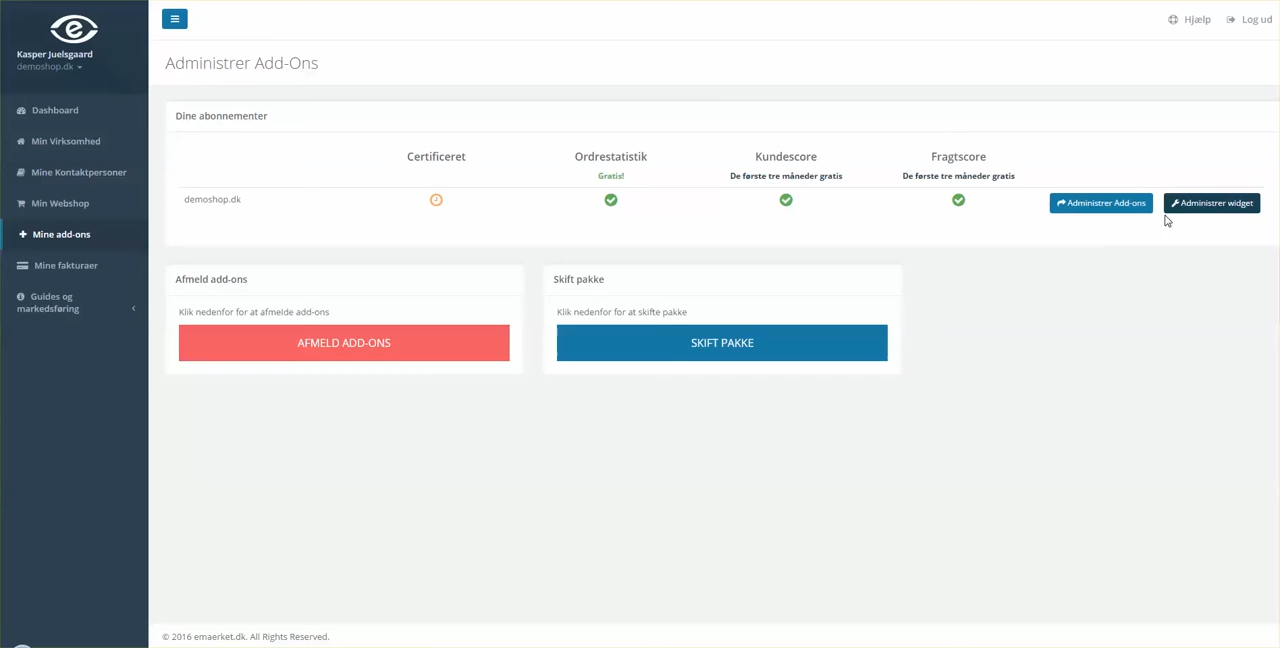 Hjælp
Log ud
Kasper Juelsgaard
demoshop.dk
Dashboard
Min Virksomhed
Mine Kontaktpersoner
Min Webshop
Mine add-ons
Mine fakturaer
Guides og
markedsføring
Administrer Add-Ons
Dine abonnementer
Certificeret Ordrestatistik Kundescore Fragtscore
Gratis! De første tre måneder gratis De første tre måneder gratis
demoshop.dk Administrer Add-ons Administrer widget
Afmeld add-ons
Klik nedenfor for at afmelde add-ons
AFMELD ADD-ONS
Skift pakke
Klik nedenfor for at skifte pakke
SKIFT PAKKE
© 2016 emaerket.dk. All Rights Reserved.